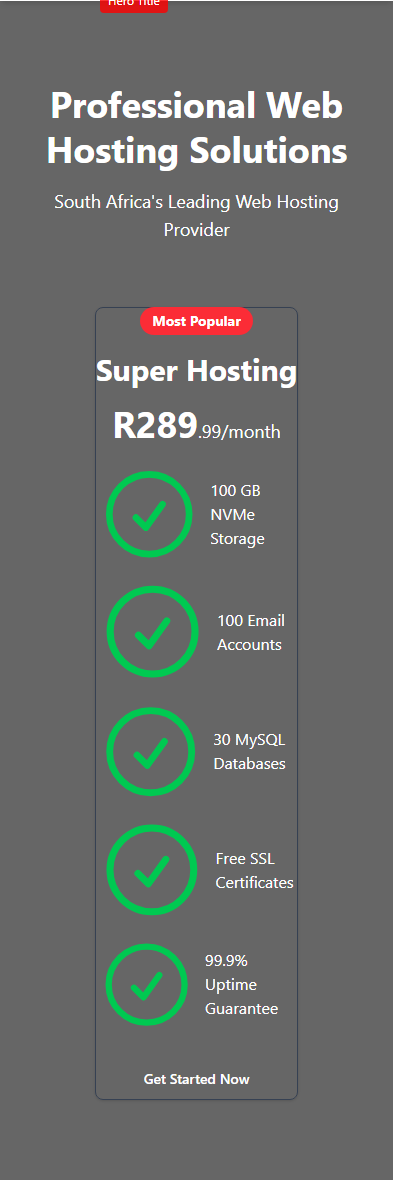 Hero Title
Professional Web
Hosting Solutions
South Africa's Leading Web Hosting
Provider
Most Popular
Super Hosting
R289.99/month
100 GB
NVMe
Storage
100 Email
Accounts
30 MySQL
Databases
Free SSL
Certificates
99.9%
Uptime
Guarantee
Get Started Now